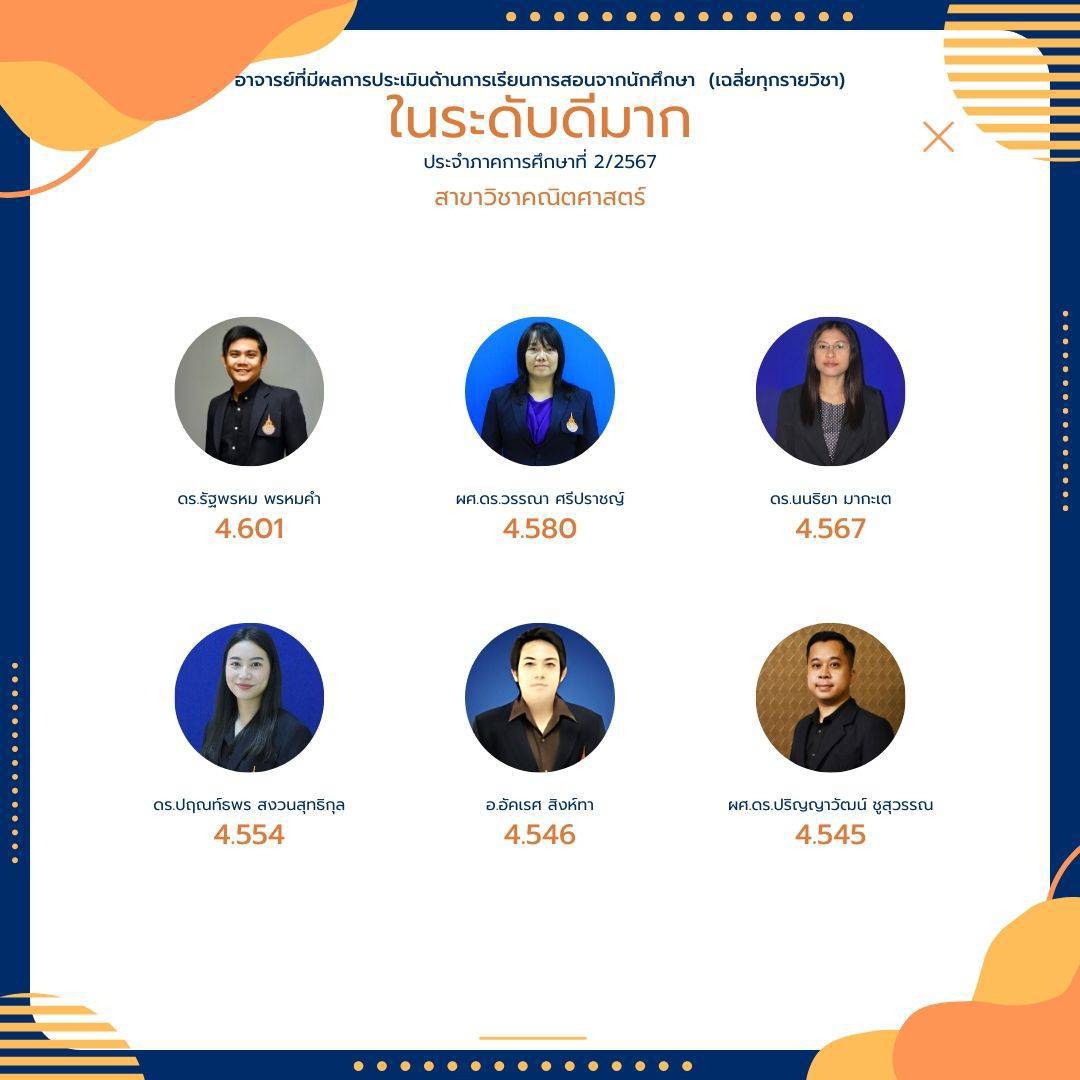 อาจารย์ที่มีผลการประเมินด้านการเรียนการสอนจากนักศึกษา (เฉลี่ยทุกรายวิชา)
ในระดับดีมาก
ประจำภาคการศึกษาที่ 2/2567
สาขาวิชาคณิตศาสตร์
ดร.รัฐพรหม พรหมคำ
4.601
ผศ.ดร.วรรณา ศรีปราชญ์
4.580
ดร.นนธิยา มากะเต
4.567
ดร.ปฤณท์ธพร สงวนสุทธิกุล
4.554
อ.อัคเรศ สิงห์ทา
4.546
ผศ.ดร.ปริญญาวัฒน์ ชูสุวรรณ
4.545